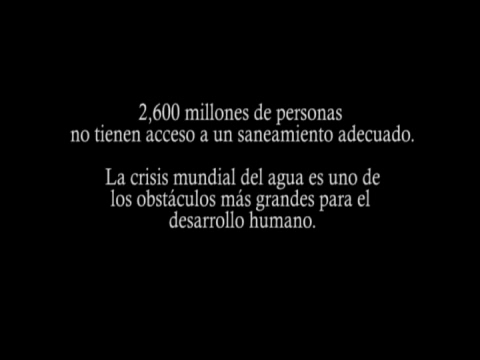 2,600 millones de personas
no tienen acceso a un saneamiento adecuado.
La crisis mundial del agua es uno de
los obstáculos más grandes para el
desarrollo humano.